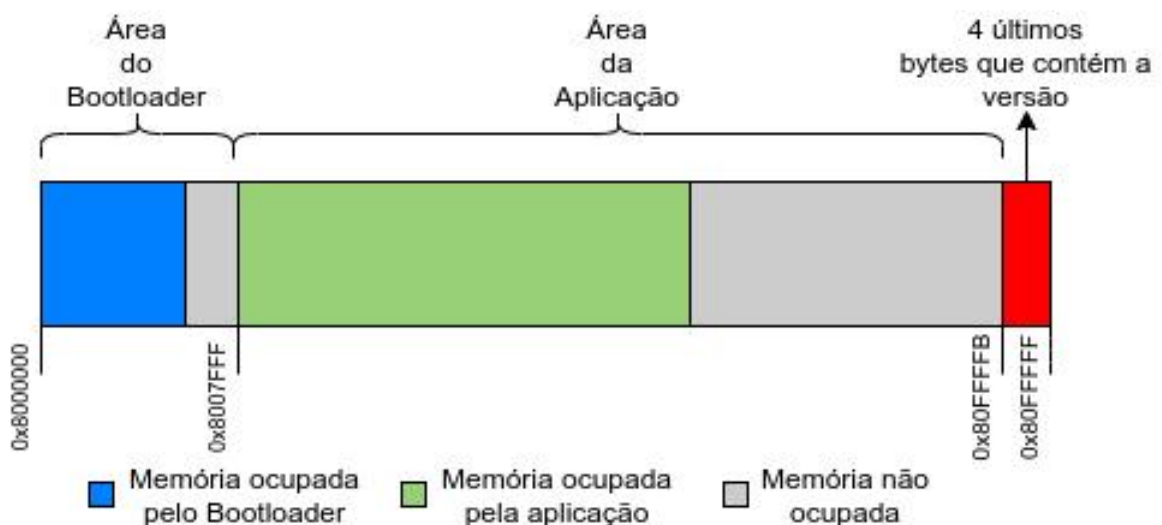 Área
do
Bootloader
Área
da
Aplicação
4 últimos
bytes que contém a
versão
0x8000000
0x8007FFF
0x80FFFFB
0x80FFFFF
Memória ocupada
pelo Bootloader
Memória ocupada
pela aplicação
Memória não
ocupada